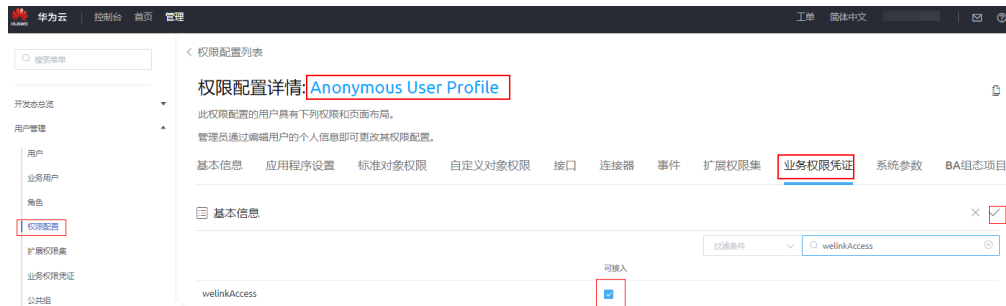 HUAWEI 华为云 控制台 首页 管理 工单 简体中文
搜索菜单
权限配置列表
权限配置详情: Anonymous User Profile
此权限配置的用户具有下列权限和页面布局。
管理员通过编辑用户的个人信息即可更改其权限配置。
开发态总览
用户管理
用户
业务用户
角色
权限配置
扩展权限集
业务权限凭证
公共组
基本信息 应用程序设置 标准对象权限 自定义对象权限 接口 连接器 事件 扩展权限集 业务权限凭证 系统参数 BA组态项目
基本信息
过滤条件 welinkAccess
可接入
welinkAccess